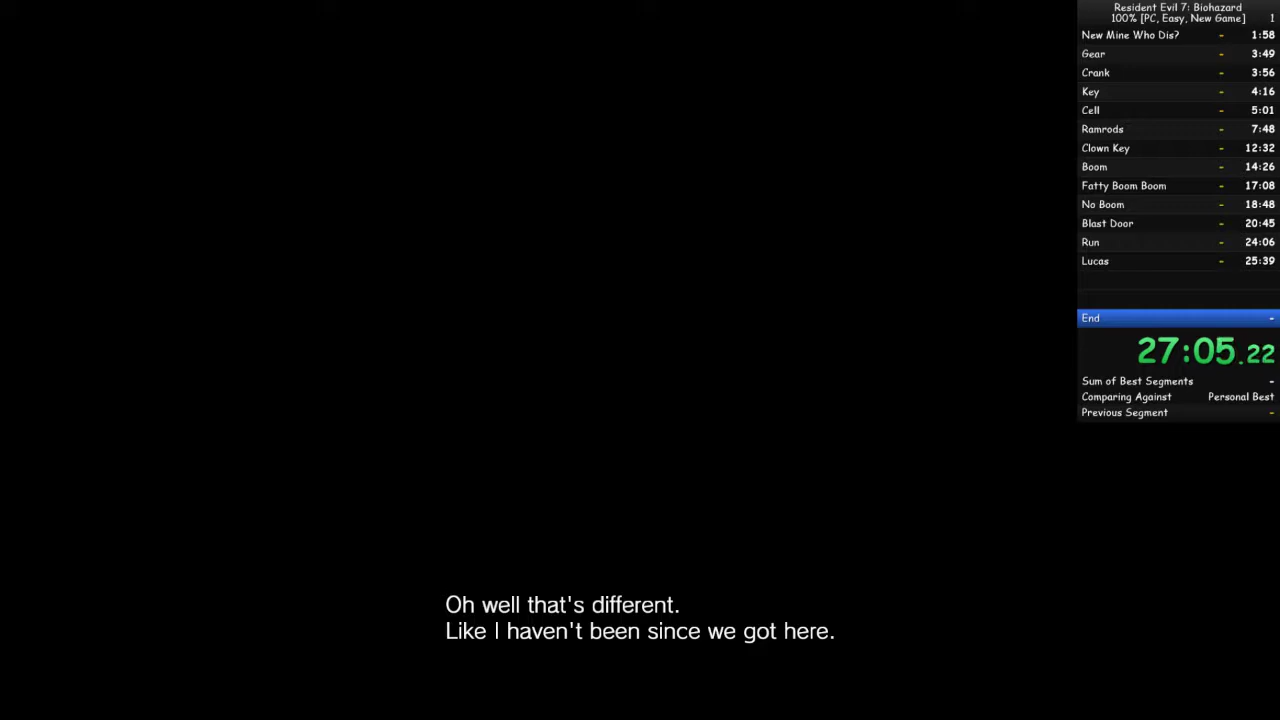 Resident Evil 7: Biohazard
100% [PC, Easy, New Game] 1
New Mine Who Dis? - 1:58
Gear - 3:49
Crank - 3:56
Key - 4:16
Cell - 5:01
Ramrods - 7:48
Clown Key - 12:32
Boom - 14:26
Fatty Boom Boom - 17:08
No Boom - 18:48
Blast Door - 20:45
Run - 24:06
Lucas - 25:39
End -
27:05.22
Sum of Best Segments -
Comparing Against Personal Best
Previous Segment -
Oh well that's different.
Like I haven't been since we got here.